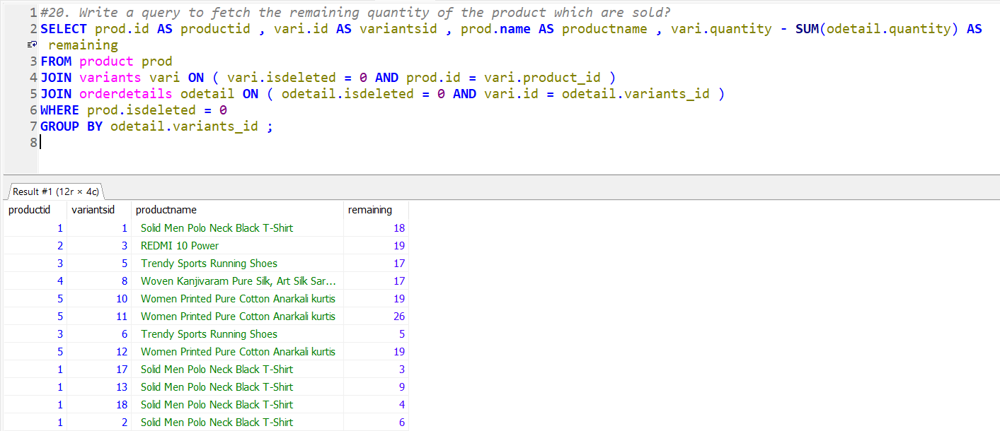 1 #20. Write a query to fetch the remaining quantity of the product which are sold?
2 SELECT prod.id AS productid , vari.id AS variantsid , prod.name AS productname , vari.quantity - SUM(odetail.quantity) AS
remaining
3 FROM product prod
4 JOIN variants vari ON ( vari.isdeleted = 0 AND prod.id = vari.product_id )
5 JOIN orderdetails odetail ON ( odetail.isdeleted = 0 AND vari.id = odetail.variants_id )
6 WHERE prod.isdeleted = 0
7 GROUP BY odetail.variants_id ;
8
Result #1 (12r × 4c)
productid variantsid productname remaining
1 1 Solid Men Polo Neck Black T-Shirt 18
2 3 REDMI 10 Power 19
3 5 Trendy Sports Running Shoes 17
4 8 Woven Kanjivaram Pure Silk, Art Silk Sar... 17
5 10 Women Printed Pure Cotton Anarkali kurtis 19
5 11 Women Printed Pure Cotton Anarkali kurtis 26
3 6 Trendy Sports Running Shoes 5
5 12 Women Printed Pure Cotton Anarkali kurtis 19
1 17 Solid Men Polo Neck Black T-Shirt 3
1 13 Solid Men Polo Neck Black T-Shirt 9
1 18 Solid Men Polo Neck Black T-Shirt 4
1 2 Solid Men Polo Neck Black T-Shirt 6